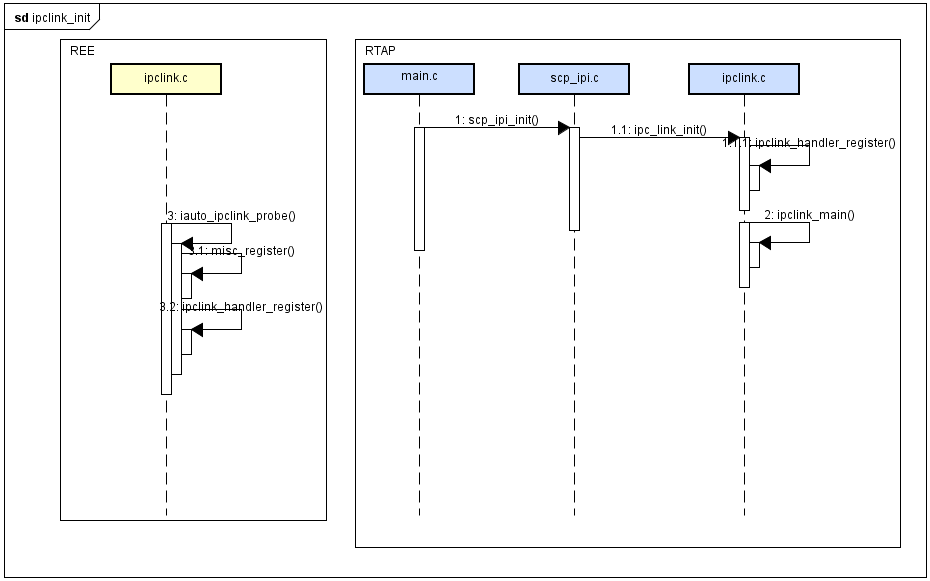 sd ipclink_init
REE
RTAP
ipclink.c
main.c
scp_ipi.c
ipclink.c
1: scp_ipi_init()
1.1: ipc_link_init()
1.1.1: ipclink_handler_register()
3: iauto_ipclink_probe()
2: ipclink_main()
3.1: misc_register()
3.2: ipclink_handler_register()